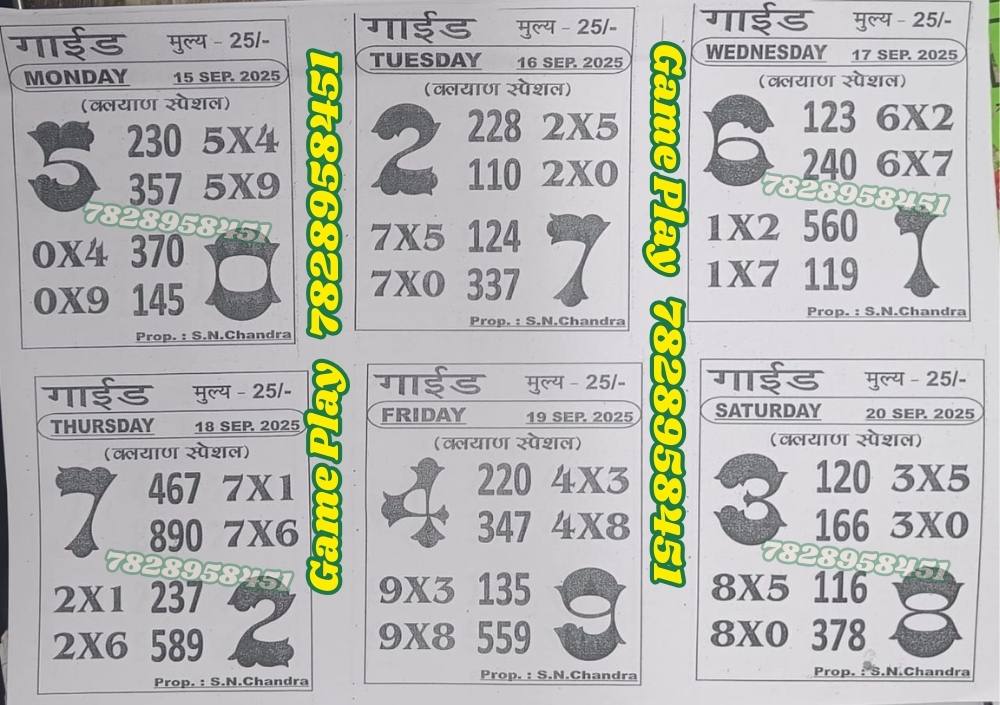 गाईड मुल्य - 25/-
MONDAY 15 SEP. 2025
(क्लयाण स्पेशल)
5 230 5X4
357 5X9
7828958451
0X4 370 0
0X9 145
Prop. : S.N.Chandra
गाईड मुल्य - 25/-
TUESDAY 16 SEP. 2025
(क्लयाण स्पेशल)
2 228 2X5
110 2X0
7X5 124 7
7X0 337
Prop. : S.N.Chandra
गाईड मुल्य - 25/-
WEDNESDAY 17 SEP. 2025
(क्लयाण स्पेशल)
6 123 6X2
240 6X7
7828958451
1X2 560 1
1X7 119
Prop. : S.N.Chandra
Game Play 7828958451
Game Play 7828958451
गाईड मुल्य - 25/-
THURSDAY 18 SEP. 2025
(क्लयाण स्पेशल)
7 467 7X1
890 7X6
7828958451
2X1 237 2
2X6 589
Prop. : S.N.Chandra
गाईड मुल्य - 25/-
FRIDAY 19 SEP. 2025
(क्लयाण स्पेशल)
4 220 4X3
347 4X8
9X3 135 9
9X8 559
Prop. : S.N.Chandra
गाईड मुल्य - 25/-
SATURDAY 20 SEP. 2025
(क्लयाण स्पेशल)
3 120 3X5
166 3X0
7828958451
8X5 116 8
8X0 378
Prop. : S.N.Chandra